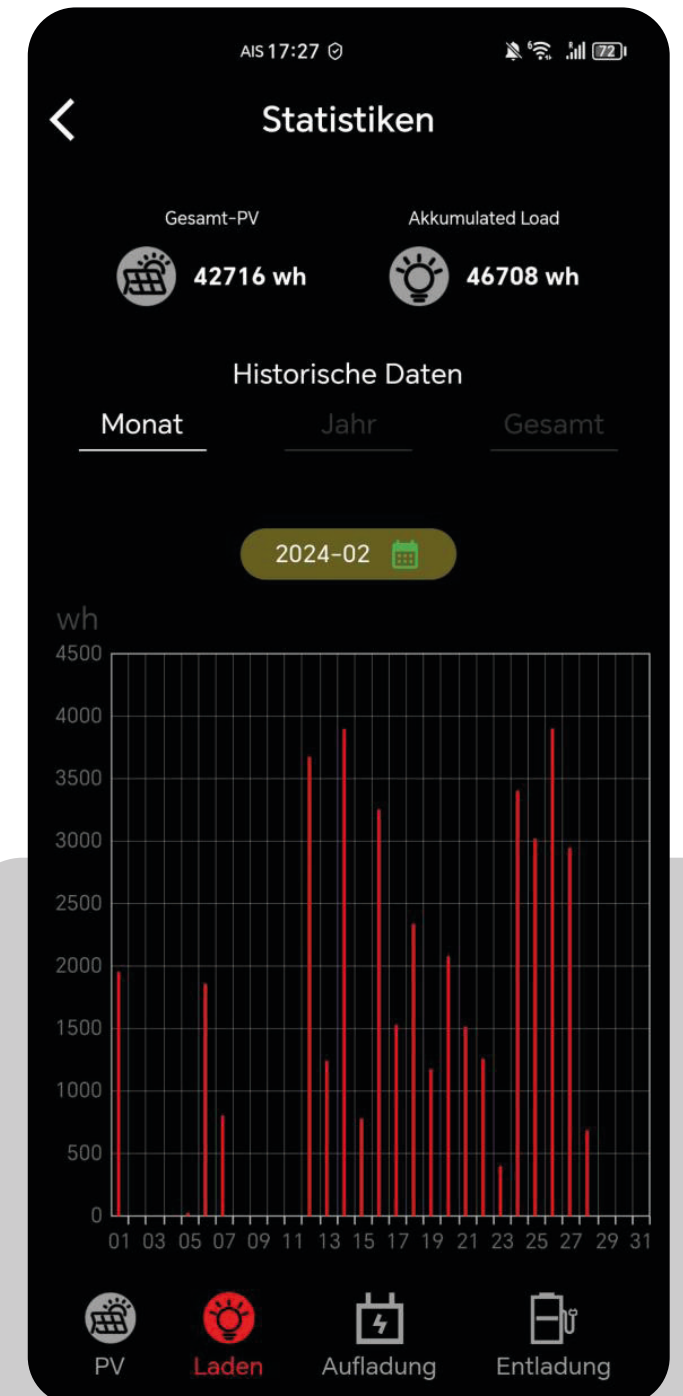 AIS 17:27 72
Statistiken
Gesamt-PV Akkumulated Load
42716 wh 46708 wh
Historische Daten
Monat Jahr Gesamt
2024-02
wh
4500
4000
3500
3000
2500
2000
1500
1000
500
0
01 03 05 07 09 11 13 15 17 19 21 23 25 27 29 31
PV Laden Aufladung Entladung